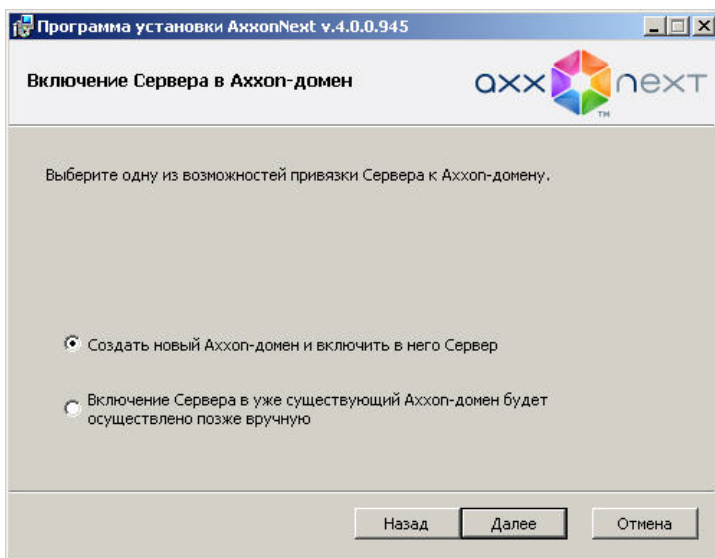 Программа установки AxxonNext v.4.0.0.945
Включение Сервера в Axxon-домен
axx next
TM
Выберите одну из возможностей привязки Сервера к Axxon-домену.
Создать новый Axxon-домен и включить в него Сервер
Включение Сервера в уже существующий Axxon-домен будет
осуществлено позже вручную
Назад
Далее
Отмена